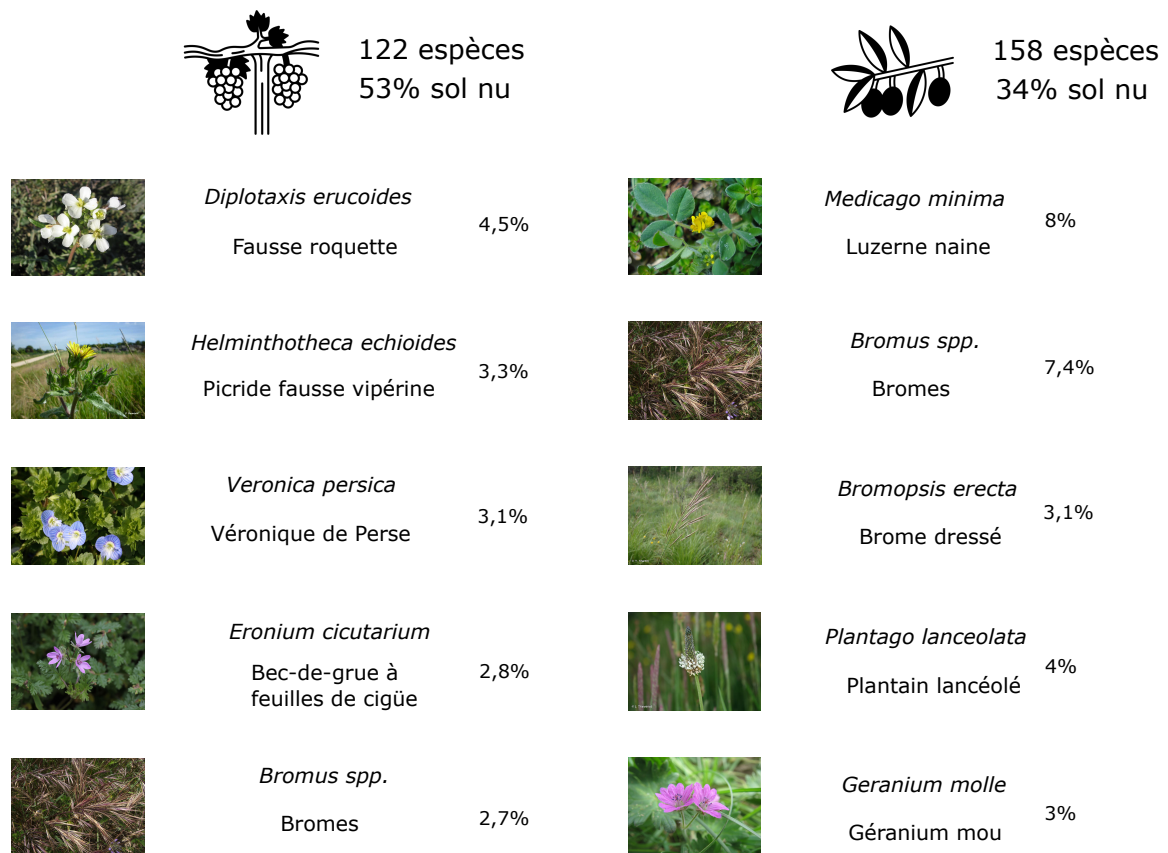 122 espèces
53% sol nu
158 espèces
34% sol nu
Diplotaxis erucoides
Fausse roquette
4,5%
Medicago minima
Luzerne naine
8%
Helminthotheca echioides
Picride fausse vipérine
3,3%
Bromus spp.
Bromes
7,4%
Veronica persica
Véronique de Perse
3,1%
Bromopsis erecta
Brome dressé
3,1%
Eronium cicutarium
Bec-de-grue à
feuilles de cigüe
2,8%
Plantago lanceolata
Plantain lancéolé
4%
Bromus spp.
Bromes
2,7%
Geranium molle
Géranium mou
3%